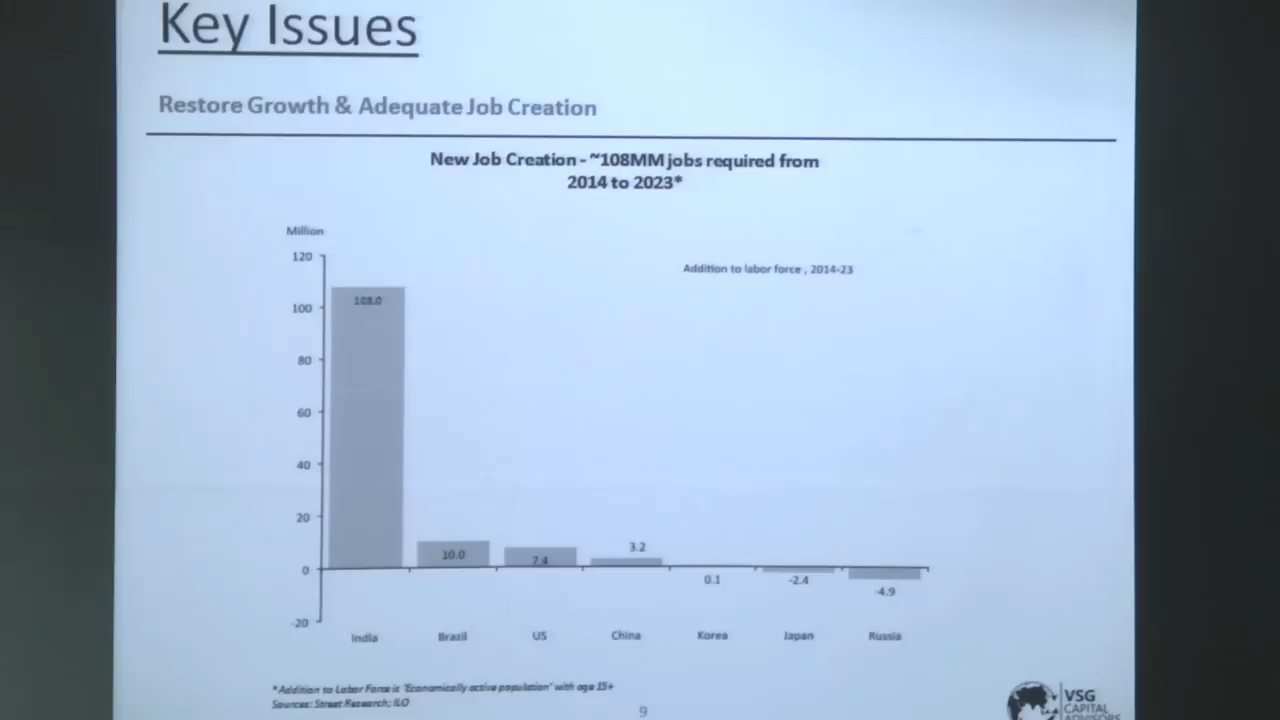 Key Issues
Restore Growth & Adequate Job Creation
New Job Creation - ~108MM jobs required from
2014 to 2023*
Million
Addition to labor force , 2014-23
120
100
80
60
40
20
0
-20
108.0
10.0
7.4
3.2
0.1
-2.4
-4.9
India
Brazil
US
China
Korea
Japan
Russia
*Addition to Labor Force is 'Economically active population' with age 15+
Sources: Street Research; ILO
9
VSG
CAPITAL
ADVISORS